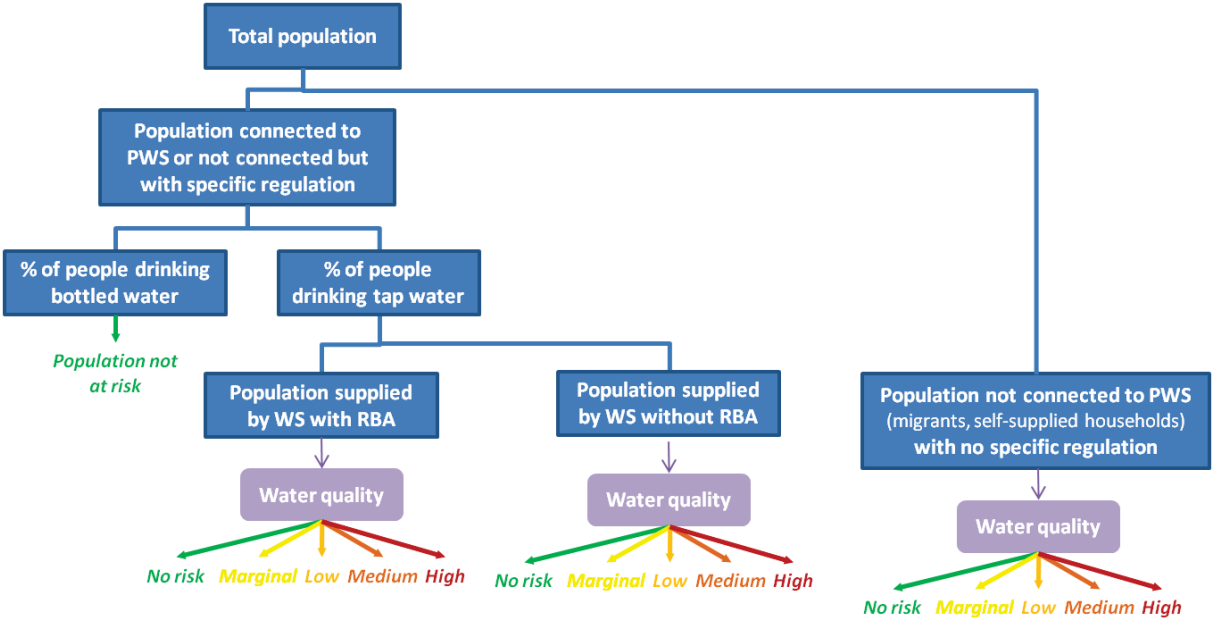 Total population
Population connected to
PWS or not connected but
with specific regulation
% of people drinking
bottled water
% of people
drinking tap water
Population not
at risk
Population supplied
by WS with RBA
Population supplied
by WS without RBA
Population not connected to PWS
(migrants, self-supplied households)
with no specific regulation
Water quality
Water quality
Water quality
No risk Marginal Low Medium High
No risk Marginal Low Medium High
No risk Marginal Low Medium High